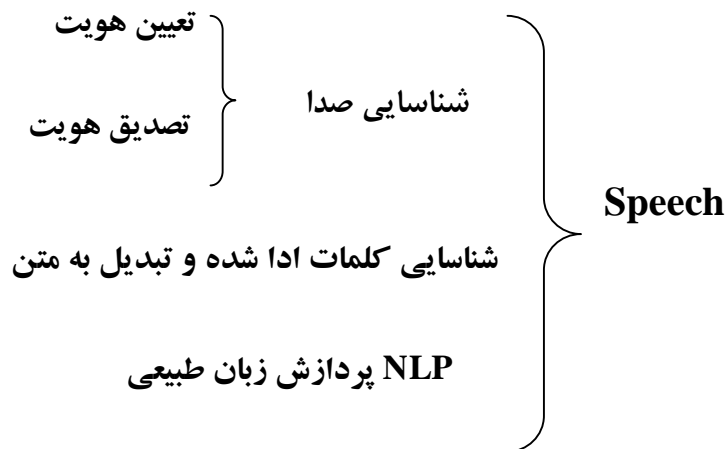 تعیین هویت
شناسایی صدا
تصدیق هویت
Speech
شناسایی کلمات ادا شده و تبدیل به متن
NLP پردازش زبان طبیعی